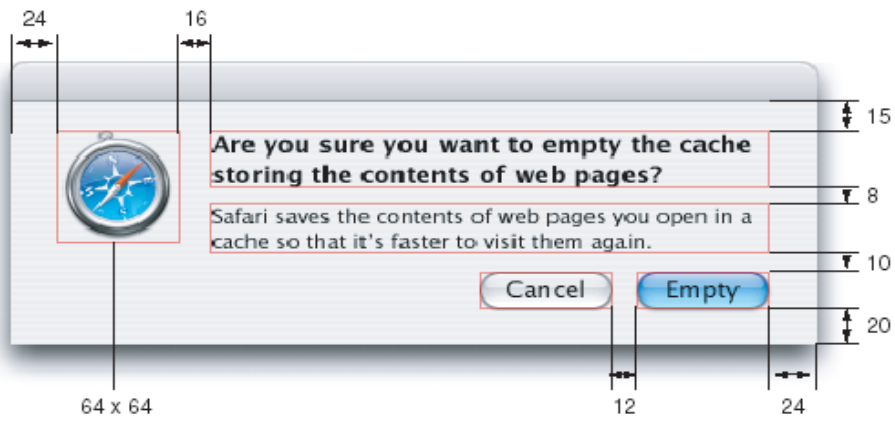 24
16
15
Are you sure you want to empty the cache
storing the contents of web pages?
8
Safari saves the contents of web pages you open in a
cache so that it's faster to visit them again.
10
Cancel
Empty
20
64 x 64
12
24